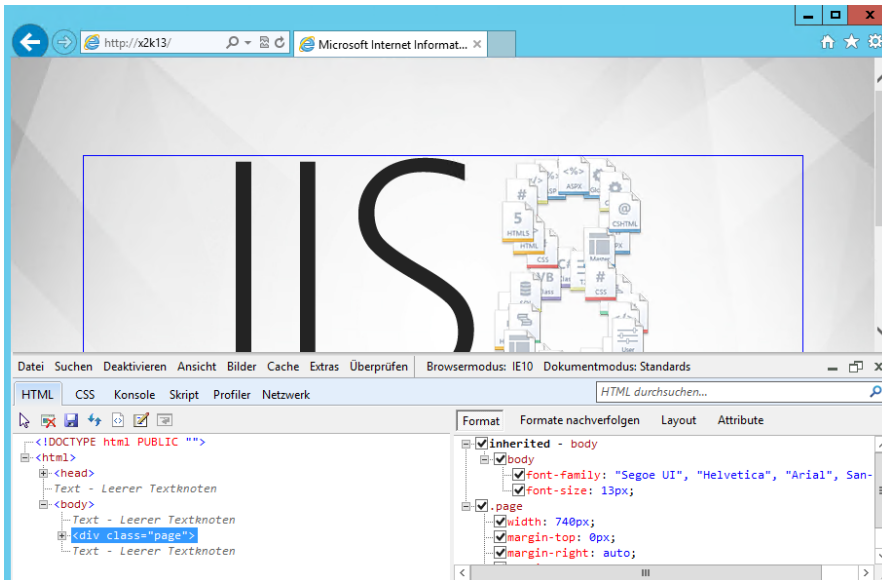 http://x2k13/
Microsoft Internet Informat...
IIS
<%>
ASPX
#
5
HTML5
HTML
@
CSHTML
CSS
Master
VB
#
CSS
User
Datei Suchen Deaktivieren Ansicht Bilder Cache Extras Überprüfen Browsermodus: IE10 Dokumentmodus: Standards
HTML CSS Konsole Skript Profiler Netzwerk HTML durchsuchen...
Format Formate nachverfolgen Layout Attribute
<!DOCTYPE html PUBLIC "">
<html>
<head>
Text - Leerer Textknoten
<body>
Text - Leerer Textknoten
<div class="page">
Text - Leerer Textknoten
inherited - body
body
font-family: "Segoe UI", "Helvetica", "Arial", San-
font-size: 13px;
.page
width: 740px;
margin-top: 0px;
margin-right: auto;